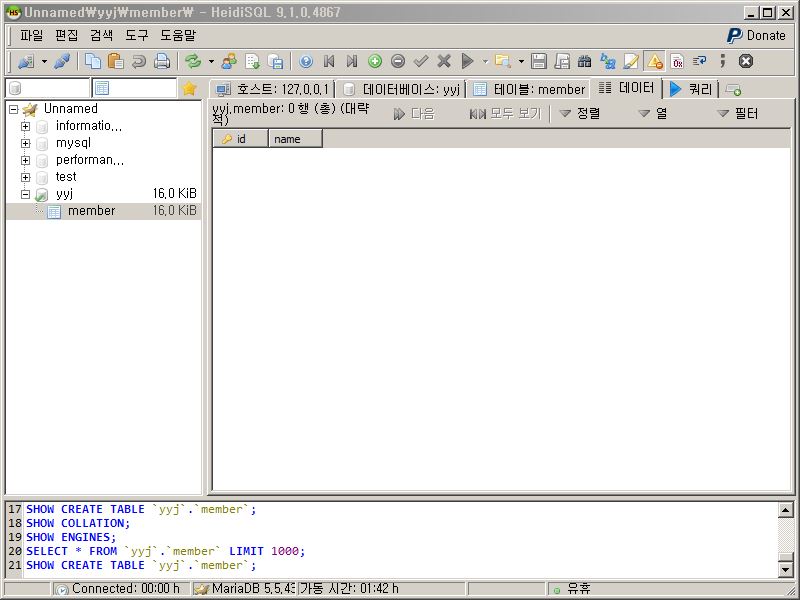 Unnamed₩yyj₩member₩ - HeidiSQL 9.1.0.4867
파일 편집 검색 도구 도움말
Donate
호스트: 127.0.0.1 데이터베이스: yyj 테이블: member 데이터 쿼리
yyj.member: 0 행 (총) (대략적)
다음 모두 보기 정렬 열 필터
id name
Unnamed
informatio...
mysql
performan...
test
yyj 16.0 KiB
member 16.0 KiB
17 SHOW CREATE TABLE `yyj`.`member`;
18 SHOW COLLATION;
19 SHOW ENGINES;
20 SELECT * FROM `yyj`.`member` LIMIT 1000;
21 SHOW CREATE TABLE `yyj`.`member`;
Connected: 00:00 h MariaDB 5.5.43 가동 시간: 01:42 h 유휴